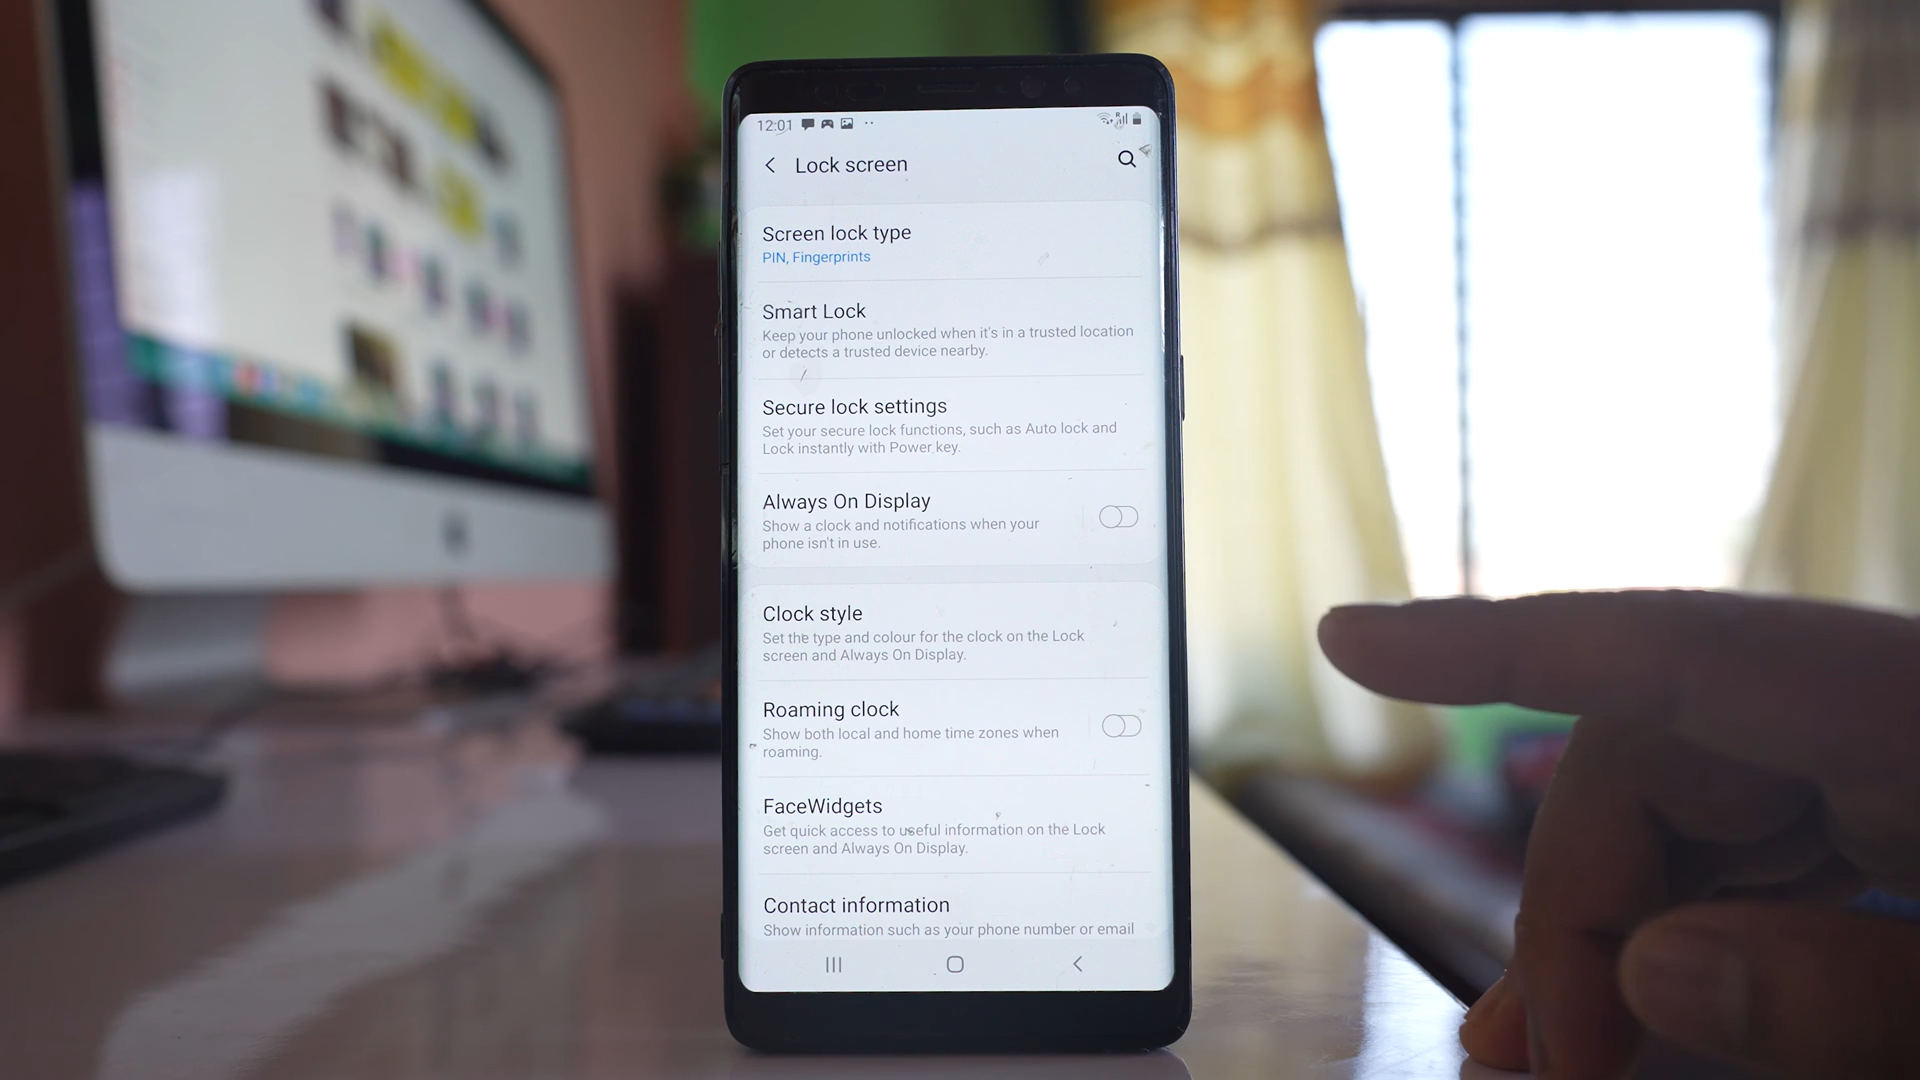 12:01
Lock screen
Screen lock type
PIN, Fingerprints
Smart Lock
Keep your phone unlocked when it's in a trusted location
or detects a trusted device nearby.
Secure lock settings
Set your secure lock functions, such as Auto lock and
Lock instantly with Power key.
Always On Display
Show a clock and notifications when your
phone isn't in use.
Clock style
Set the type and colour for the clock on the Lock
screen and Always On Display.
Roaming clock
Show both local and home time zones when
roaming.
FaceWidgets
Get quick access to useful information on the Lock
screen and Always On Display.
Contact information
Show information such as your phone number or email